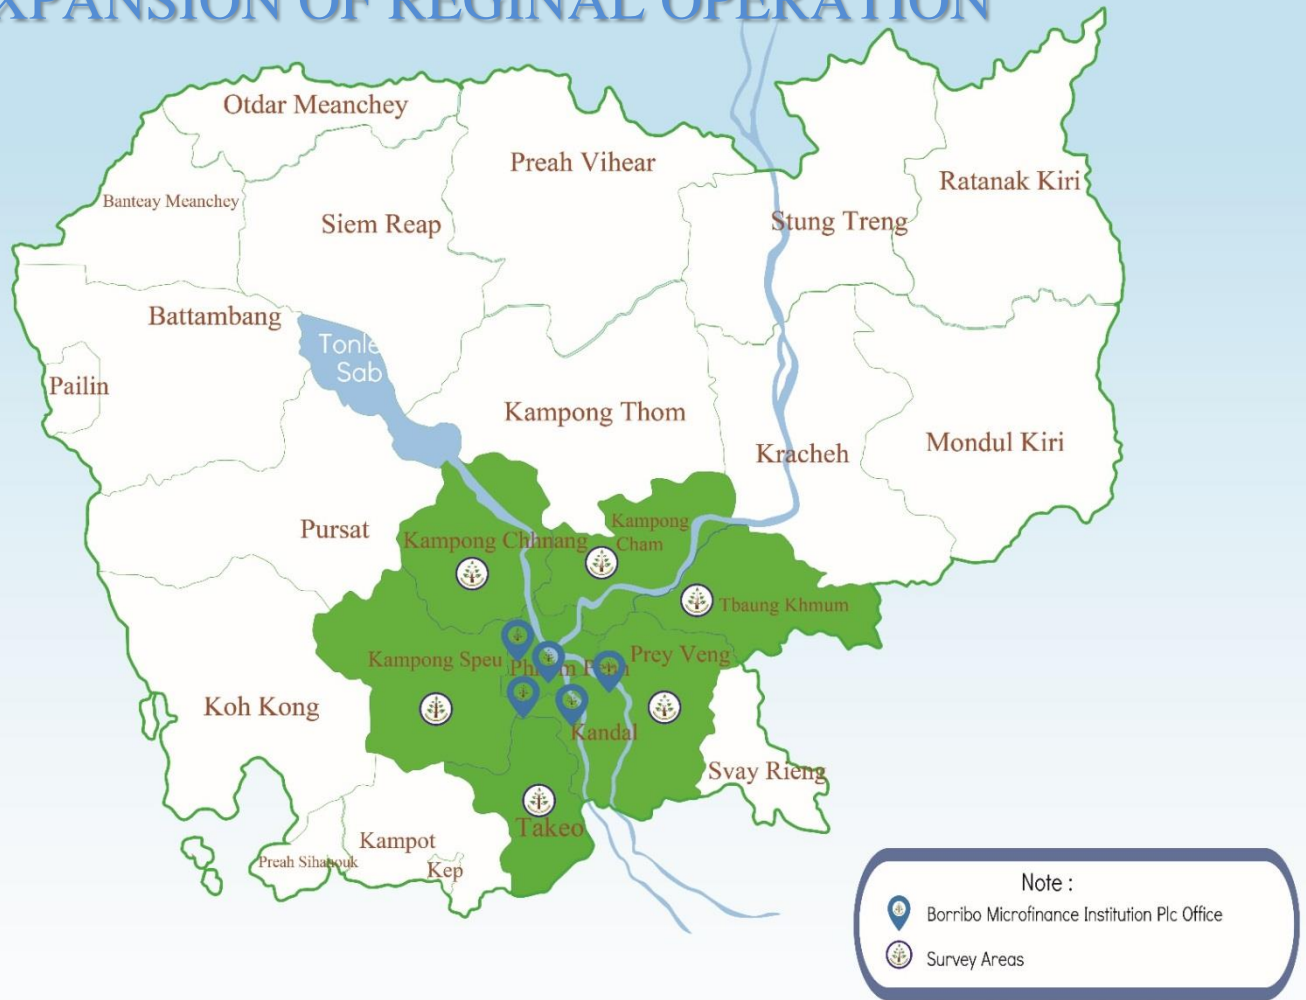 XPANSION OF REGINAL OPERATION
Otdar Meanchey
Preah Vihear
Ratanak Kiri
Banteay Meanchey
Siem Reap
Stung Treng
Battambang
Tonle
Sab
Pailin
Kampong Thom
Kracheh
Mondul Kiri
Pursat
Kampong Chhnang
Kampong
Cham
Tbaung Khmum
Kampong Speu
Phnom Penh
Prey Veng
Koh Kong
Kandal
Svay Rieng
Takeo
Kampot
Preah Sihanouk
Kep
Note :
Borribo Microfinance Institution Plc Office
Survey Areas